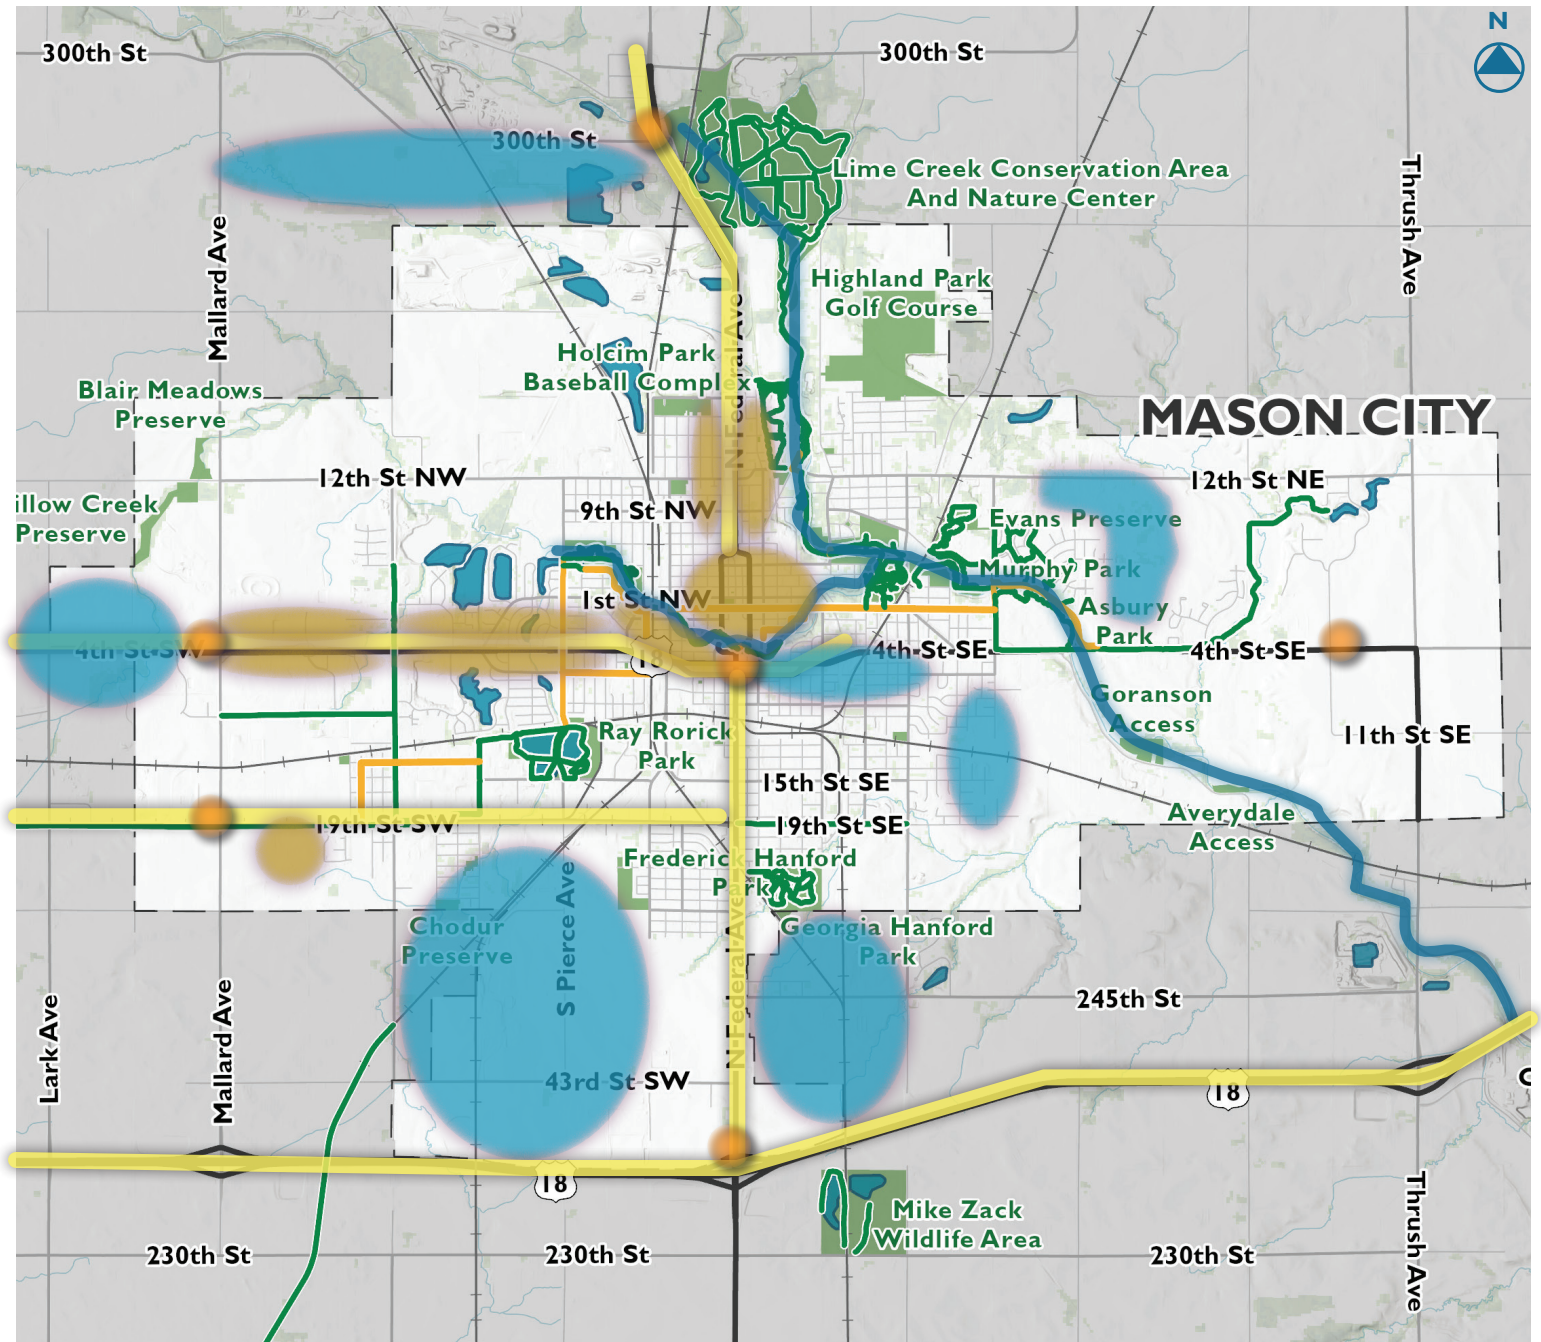 N
300th St
300th St
300th St
Lime Creek Conservation Area
And Nature Center
Thrush Ave
Mallard Ave
Highland Park
Golf Course
N Federal Ave
Holcim Park
Baseball Complex
Blair Meadows
Preserve
MASON CITY
12th St NW
12th St NE
illow Creek
Preserve
9th St NW
Evans Preserve
Murphy Park
1st St NW
Asbury
Park
4th St SW
18
4th St SE
4th St SE
Goranson
Access
Ray Rorick
Park
11th St SE
15th St SE
Averydale
Access
19th St SW
19th St SE
Frederick Hanford
Park
S Pierce Ave
Chodur
Preserve
Georgia Hanford
Park
N Federal Ave
245th St
Lark Ave
Mallard Ave
43rd St SW
18
18
Mike Zack
Wildlife Area
Thrush Ave
230th St
230th St
230th St